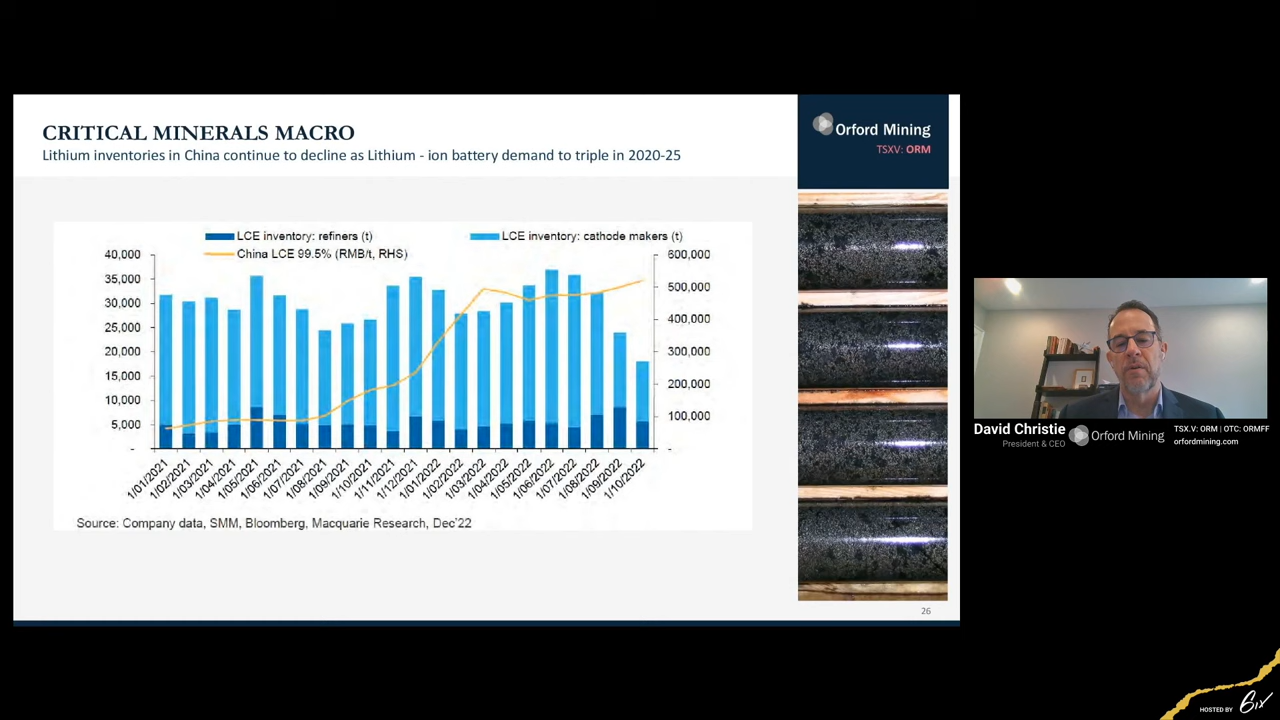 CRITICAL MINERALS MACRO
Lithium inventories in China continue to decline as Lithium - ion battery demand to triple in 2020-25
Orford Mining
TSXV: ORM
LCE inventory: refiners (t)
LCE inventory: cathode makers (t)
China LCE 99.5% (RMB/t, RHS)
40,000
35,000
30,000
25,000
20,000
15,000
10,000
5,000
-
600,000
500,000
400,000
300,000
200,000
100,000
-
1/01/2021
1/02/2021
1/03/2021
1/04/2021
1/05/2021
1/06/2021
1/07/2021
1/08/2021
1/09/2021
1/10/2021
1/11/2021
1/12/2021
1/01/2022
1/02/2022
1/03/2022
1/04/2022
1/05/2022
1/06/2022
1/07/2022
1/08/2022
1/09/2022
1/10/2022
Source: Company data, SMM, Bloomberg, Macquarie Research, Dec'22
26
David Christie
President & CEO
Orford Mining
TSX.V: ORM | OTC: ORMFF
orfordmining.com
HOSTED BY 6ix